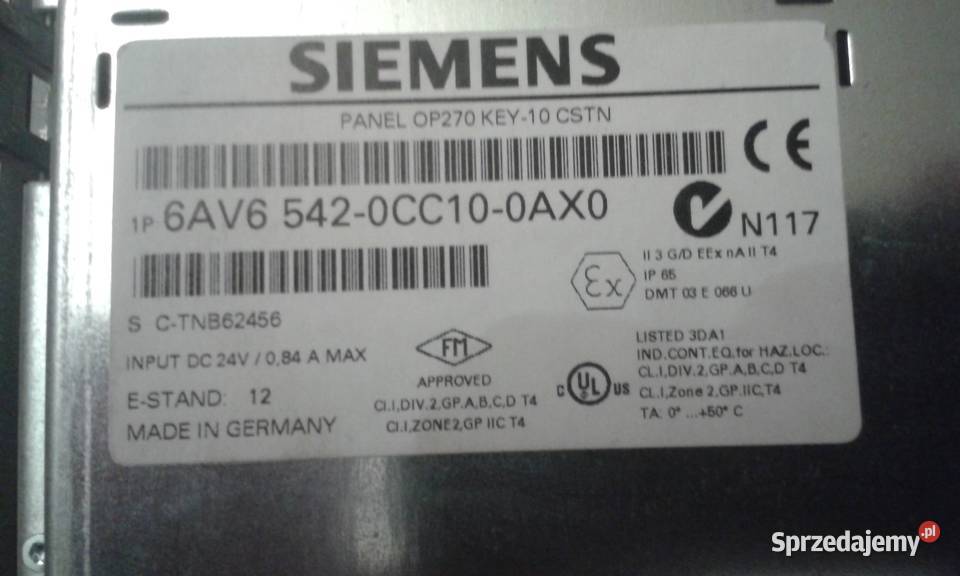 SIEMENS
PANEL OP270 KEY-10 CSTN
CE
1P 6AV6 542-0CC10-0AX0
N117
II 3 G/D EEx nA II T4
Ex
IP 65
DMT 03 E 066 U
S C-TNB62456
INPUT DC 24V / 0,84 A MAX
E-STAND: 12
MADE IN GERMANY
FM
APPROVED
CI.I,DIV.2,GP.A,B,C,D T4
CI.I,ZONE2,GP IIC T4
C UL US
LISTED 3DA1
IND.CONT.EQ.for HAZ.LOC.:
CL.I,DIV.2,GP.A,B,C,D T4
CL.I,Zone 2,GP.IIC,T4
TA: 0° ...+50° C
Sprzedajemy.pl